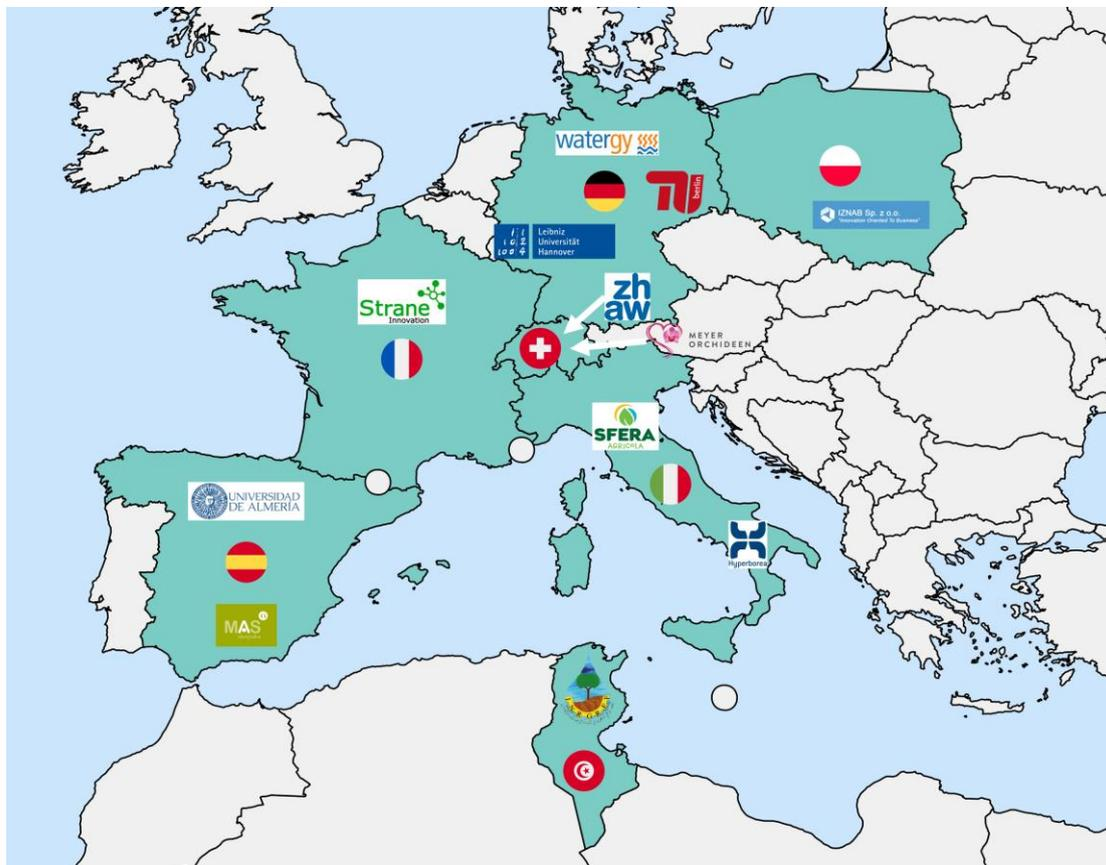 watergy
berlin
IZNAB Sp. z o.o.
"Innovation Oriented To Business"
Leibniz
Universität
Hannover
Strane
Innovation
zh
aw
MEYER
ORCHIDEEN
SFERA
AGRICOLA
UNIVERSIDAD
DE ALMERÍA
Hyperborea
MAS
I.N.R.G.R.E.F